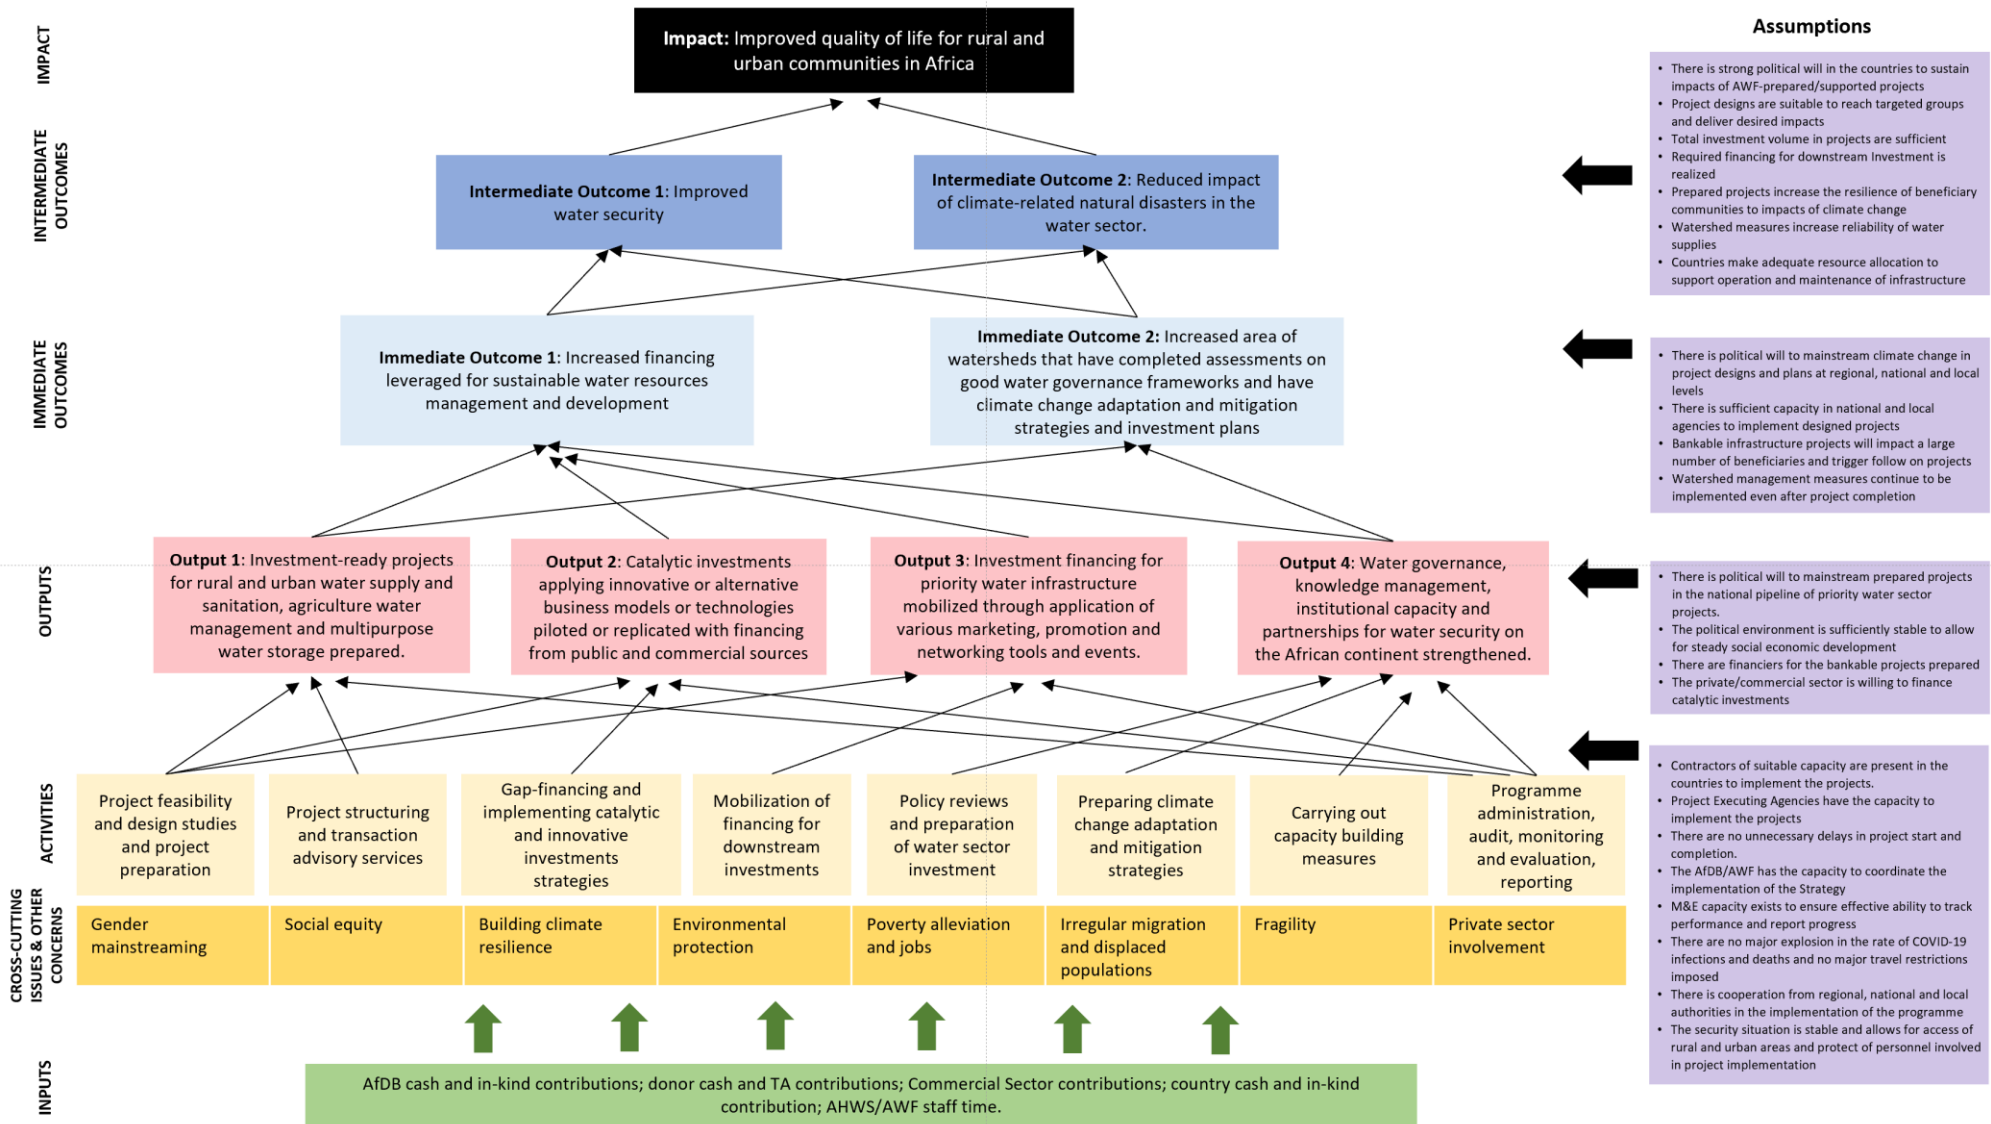 IMPACT
Impact: Improved quality of life for rural and
urban communities in Africa
INTERMEDIATE
OUTCOMES
Intermediate Outcome 1: Improved
water security
Intermediate Outcome 2: Reduced impact
of climate-related natural disasters in the
water sector.
IMMEDIATE
OUTCOMES
Immediate Outcome 1: Increased financing
leveraged for sustainable water resources
management and development
Immediate Outcome 2: Increased area of
watersheds that have completed assessments on
good water governance frameworks and have
climate change adaptation and mitigation
strategies and investment plans
OUTPUTS
Output 1: Investment-ready projects
for rural and urban water supply and
sanitation, agriculture water
management and multipurpose
water storage prepared.
Output 2: Catalytic investments
applying innovative or alternative
business models or technologies
piloted or replicated with financing
from public and commercial sources
Output 3: Investment financing for
priority water infrastructure
mobilized through application of
various marketing, promotion and
networking tools and events.
Output 4: Water governance,
knowledge management,
institutional capacity and
partnerships for water security on
the African continent strengthened.
ACTIVITIES
Project feasibility
and design studies
and project
preparation
Project structuring
and transaction
advisory services
Gap-financing and
implementing catalytic
and innovative
investments
strategies
Mobilization of
financing for
downstream
investments
Policy reviews
and preparation
of water sector
investment
Preparing climate
change adaptation
and mitigation
strategies
Carrying out
capacity building
measures
Programme
administration,
audit, monitoring
and evaluation,
reporting
CROSS-CUTTING
ISSUES & OTHER
CONCERNS
Gender
mainstreaming
Social equity
Building climate
resilience
Environmental
protection
Poverty alleviation
and jobs
Irregular migration
and displaced
populations
Fragility
Private sector
involvement
INPUTS
AfDB cash and in-kind contributions; donor cash and TA contributions; Commercial Sector contributions; country cash and in-kind
contribution; AHWS/AWF staff time.
Assumptions
• There is strong political will in the countries to sustain
impacts of AWF-prepared/supported projects
• Project designs are suitable to reach targeted groups
and deliver desired impacts
• Total investment volume in projects are sufficient
• Required financing for downstream Investment is
realized
• Prepared projects increase the resilience of beneficiary
communities to impacts of climate change
• Watershed measures increase reliability of water
supplies
• Countries make adequate resource allocation to
support operation and maintenance of infrastructure
• There is political will to mainstream climate change in
project designs and plans at regional, national and local
levels
• There is sufficient capacity in national and local
agencies to implement designed projects
• Bankable infrastructure projects will impact a large
number of beneficiaries and trigger follow on projects
• Watershed management measures continue to be
implemented even after project completion
• There is political will to mainstream prepared projects
in the national pipeline of priority water sector
projects.
• The political environment is sufficiently stable to allow
for steady social economic development
• There are financiers for the bankable projects prepared
• The private/commercial sector is willing to finance
catalytic investments
• Contractors of suitable capacity are present in the
countries to implement the projects.
• Project Executing Agencies have the capacity to
implement the projects
• There are no unnecessary delays in project start and
completion.
• The AfDB/AWF has the capacity to coordinate the
implementation of the Strategy
• M&E capacity exists to ensure effective ability to track
performance and report progress
• There are no major explosion in the rate of COVID-19
infections and deaths and no major travel restrictions
imposed
• There is cooperation from regional, national and local
authorities in the implementation of the programme
• The security situation is stable and allows for access of
rural and urban areas and protect of personnel involved
in project implementation